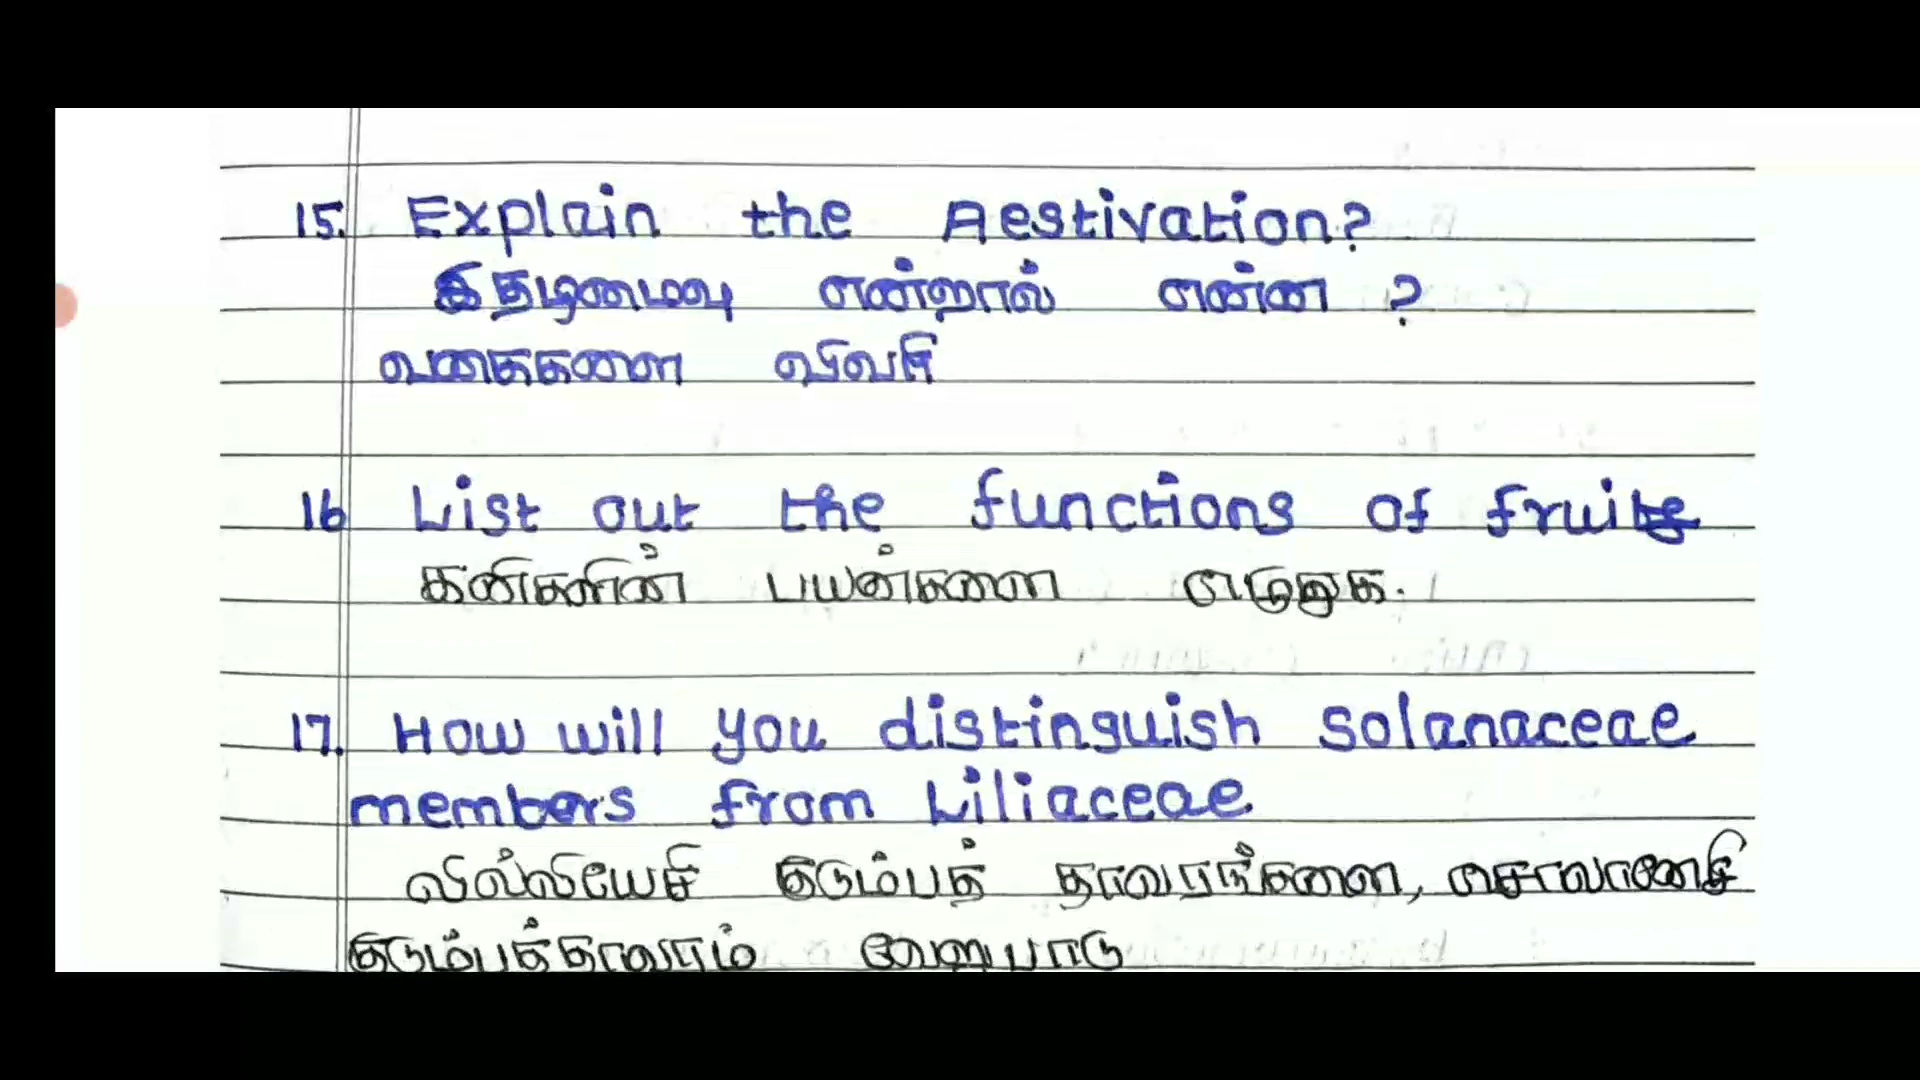 15. Explain the Aestivation?
இதழமைவு என்றால் என்ன ?
வகைகளை விவரி
16 List out the functions of fruits
கனிகளின் பயன்களை எழுதுக.
17. How will you distinguish solanaceae
members from Liliaceae
லில்லியேசி குடும்பத் தாவரங்களை, சொலானேசி
குடும்பத்தாவரம் வேறுபாடு